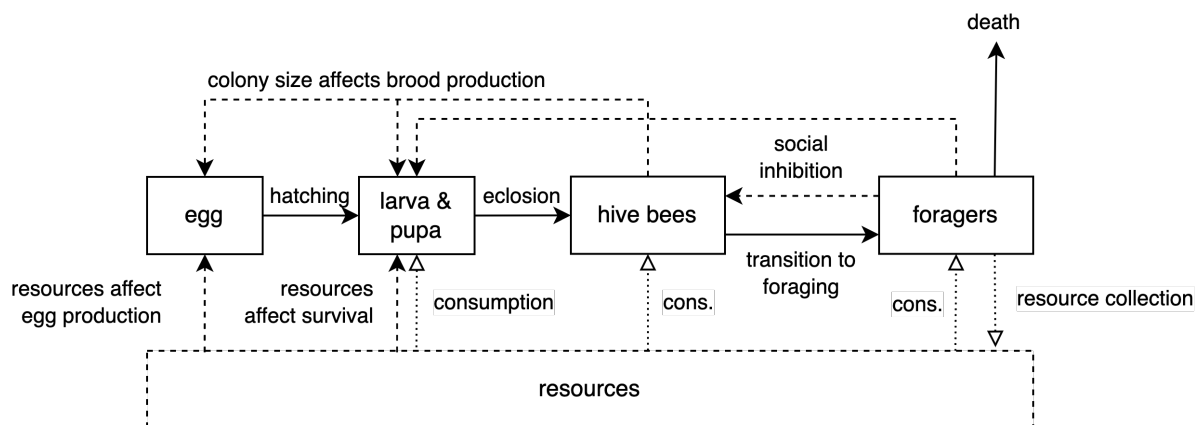 death
colony size affects brood production
social
inhibition
egg
hatching
larva &
pupa
eclosion
hive bees
foragers
transition to
foraging
resources affect
egg production
resources
affect survival
consumption
cons.
cons.
resource collection
resources